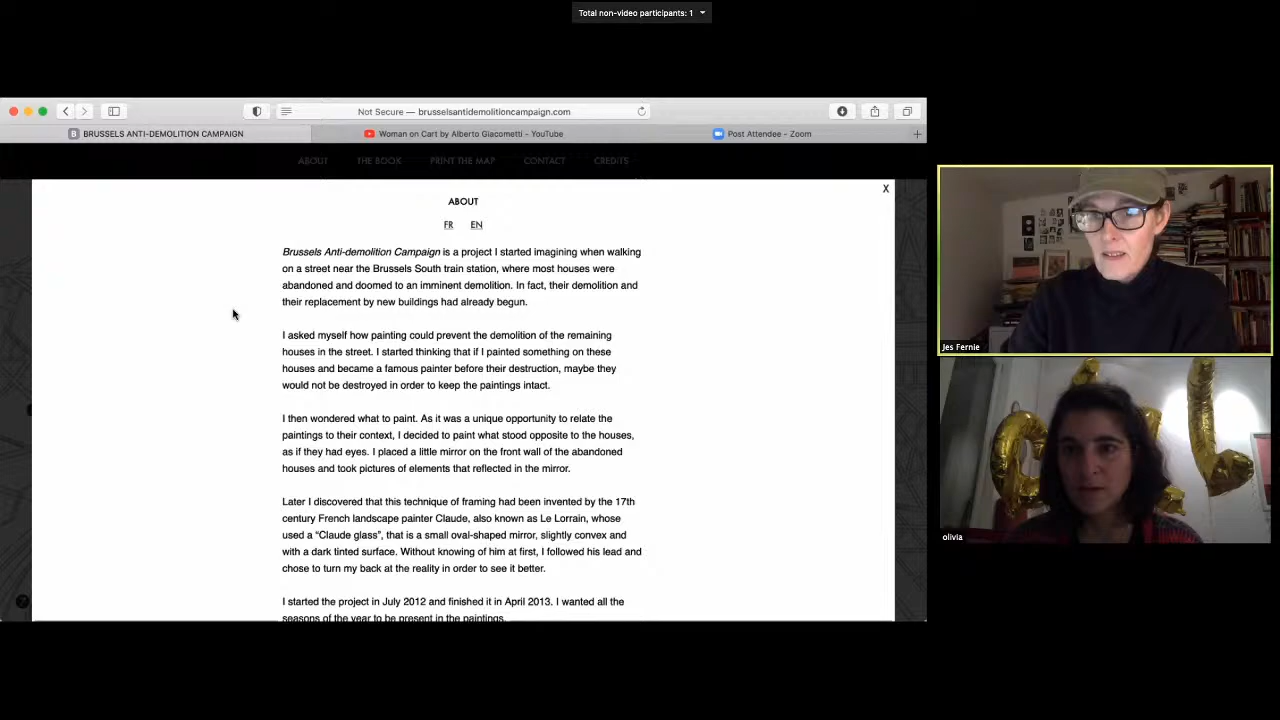 Total non-video participants: 1
Not Secure — brusselsantidemolitioncampaign.com
B BRUSSELS ANTI-DEMOLITION CAMPAIGN
Woman on Cart by Alberto Giacometti - YouTube
Post Attendee - Zoom
ABOUT THE BOOK PRINT THE MAP CONTACT CREDITS
X
ABOUT
FR EN
Brussels Anti-demolition Campaign is a project I started imagining when walking
on a street near the Brussels South train station, where most houses were
abandoned and doomed to an imminent demolition. In fact, their demolition and
their replacement by new buildings had already begun.
I asked myself how painting could prevent the demolition of the remaining
houses in the street. I started thinking that if I painted something on these
houses and became a famous painter before their destruction, maybe they
would not be destroyed in order to keep the paintings intact.
I then wondered what to paint. As it was a unique opportunity to relate the
paintings to their context, I decided to paint what stood opposite to the houses,
as if they had eyes. I placed a little mirror on the front wall of the abandoned
houses and took pictures of elements that reflected in the mirror.
Later I discovered that this technique of framing had been invented by the 17th
century French landscape painter Claude, also known as Le Lorrain, whose
used a “Claude glass”, that is a small oval-shaped mirror, slightly convex and
with a dark tinted surface. Without knowing of him at first, I followed his lead and
chose to turn my back at the reality in order to see it better.
I started the project in July 2012 and finished it in April 2013. I wanted all the
seasons of the year to be present in the paintings.
?
Jes Fernie
olivia